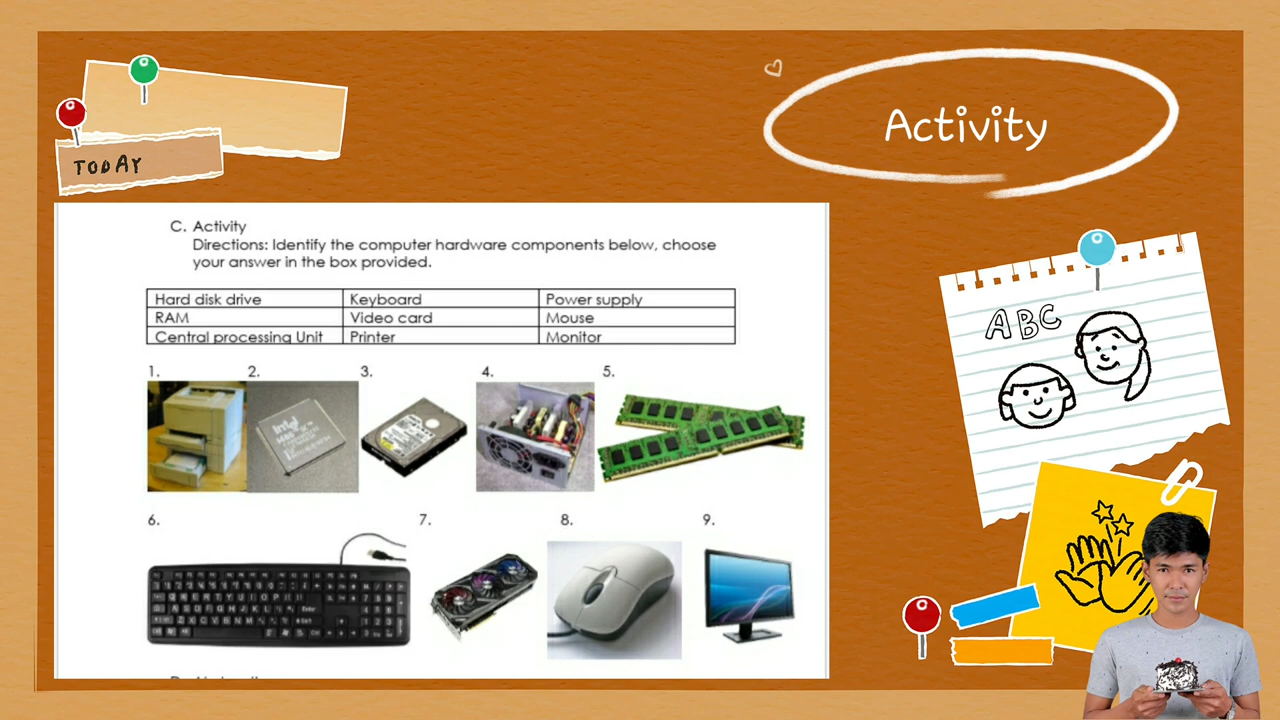 TODAY
Activity
C. Activity
Directions: Identify the computer hardware components below, choose
your answer in the box provided.
Hard disk drive Keyboard Power supply
RAM Video card Mouse
Central processing Unit Printer Monitor
1. 2. 3. 4. 5.
intel
6. 7. 8. 9.
Enter
ABC